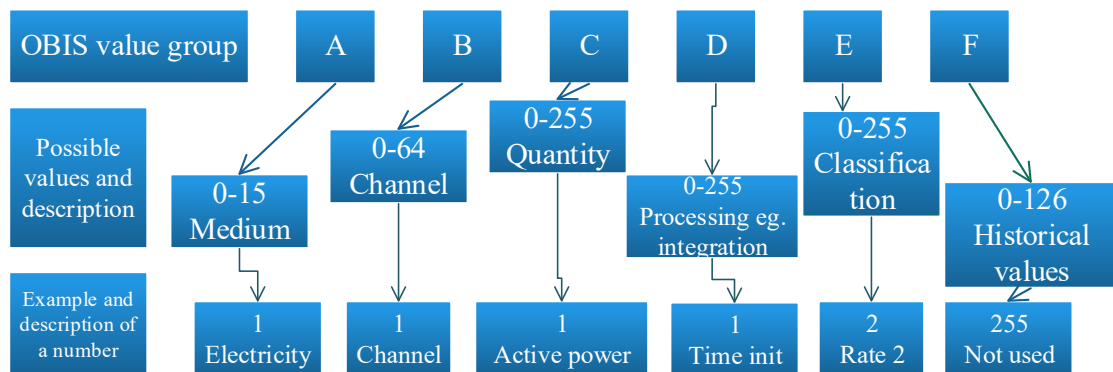 OBIS value group
A
B
C
D
E
F
Possible
values and
description
0-15
Medium
0-64
Channel
0-255
Quantity
0-255
Processing eg.
integration
0-255
Classifica
tion
0-126
Historical
values
Example and
description of
a number
1
Electricity
1
Channel
1
Active power
1
Time init
2
Rate 2
255
Not used